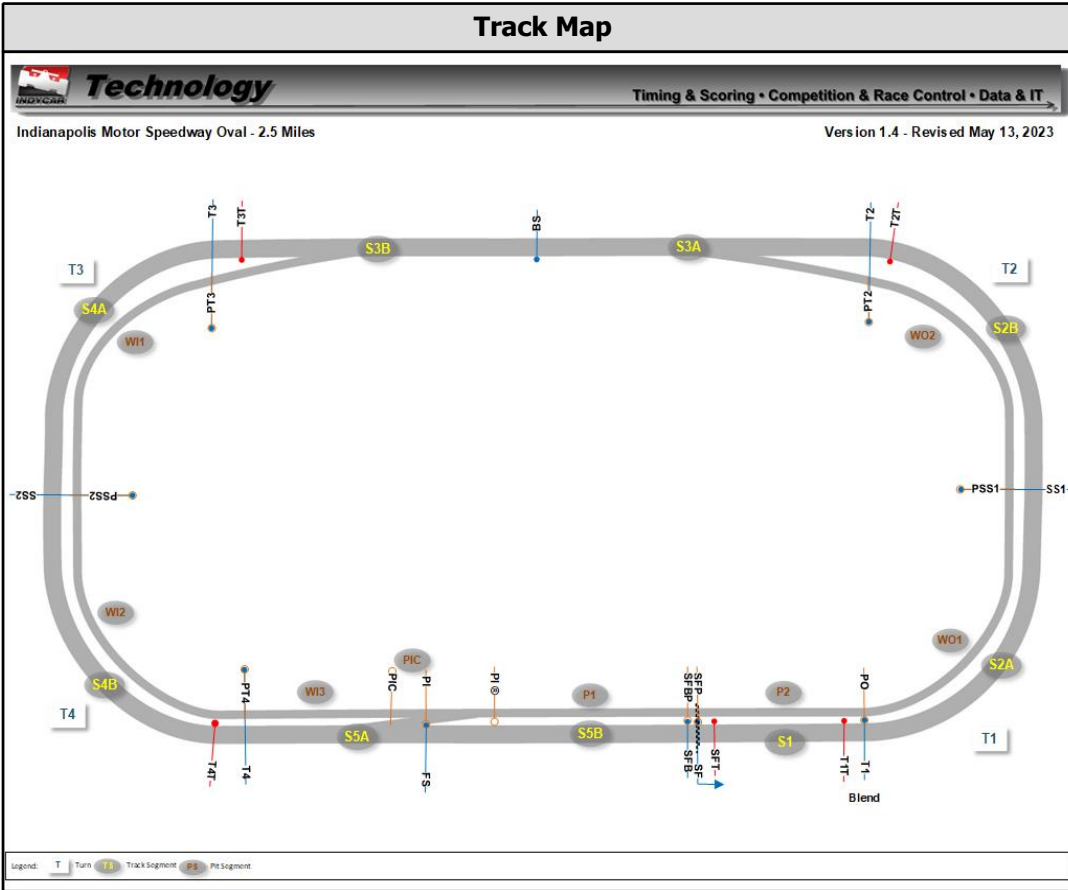 Track Map
INDYCAR
Technology
Timing & Scoring • Competition & Race Control • Data & IT
Indianapolis Motor Speedway Oval - 2.5 Miles
Version 1.4 - Revised May 13, 2023
T3-
T3T-
BS
T2-
T2T-
S3B
S3A
T3
T2
S4A
PT3
PT2
S2B
WI1
WO2
-SS2
PSS2-
-PSS1
SS1-
WI2
WO1
S4B
PT4
WI3
PIC
PIC
PI
PI ®
P1
SFBP
SFP
P2
PO
S2A
T4
S5A
S5B
S1
T1
T4T-
T4
FS
SFB-
SF
SFT-
T1T-
T1-
Blend
Legend: T Turn T3 Track Segment PS Pit Segment